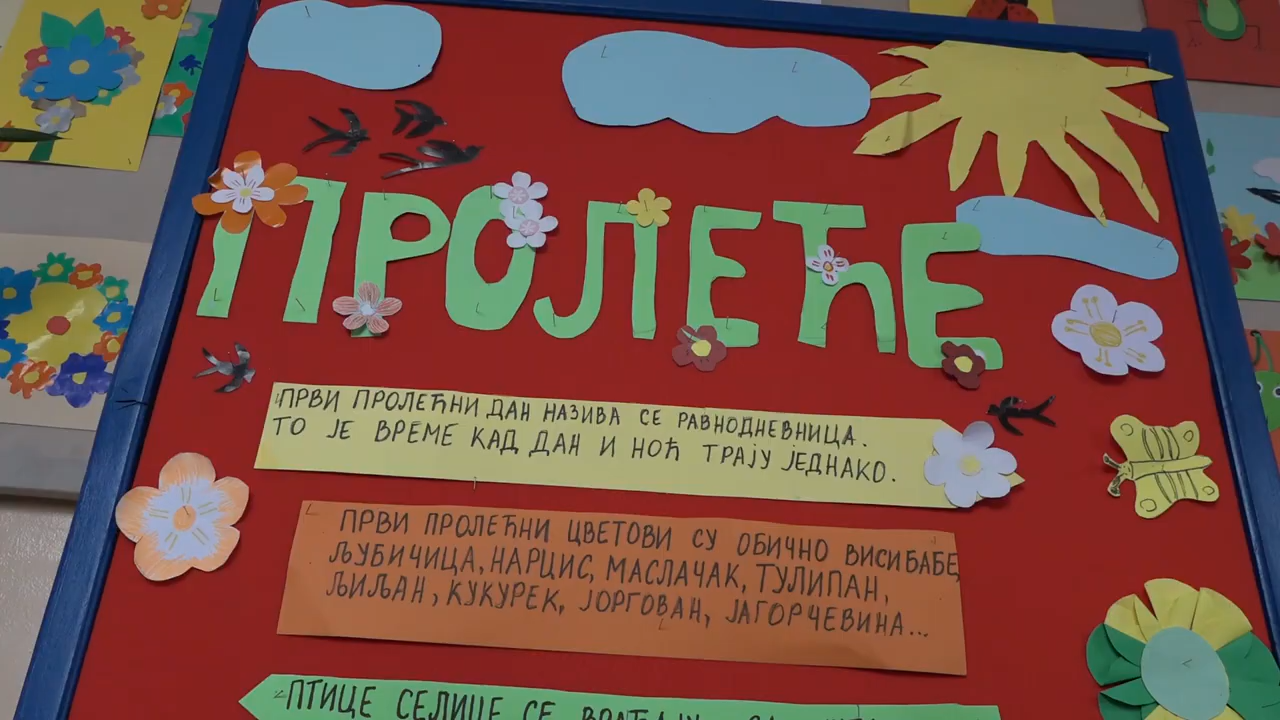 ПРОЛЕЋЕ
ПРВИ ПРОЛЕЋНИ ДАН НАЗИВА СЕ РАВНОДНЕВНИЦА.
ТО ЈЕ ВРЕМЕ КАД ДАН И НОЋ ТРАЈУ ЈЕДНАКО.
ПРВИ ПРОЛЕЋНИ ЦВЕТОВИ СУ ОБИЧНО ВИСИБАБЕ,
ЉУБИЧИЦА, НАРЦИС, МАСЛАЧАК, ТУЛИПАН,
ЉИЉАН, КУКУРЕК, ЈОРГОВАН, ЈАГОРЧЕВИНА...
ПТИЦЕ СЕЛИЦЕ СЕ ВРАЋАЈУ